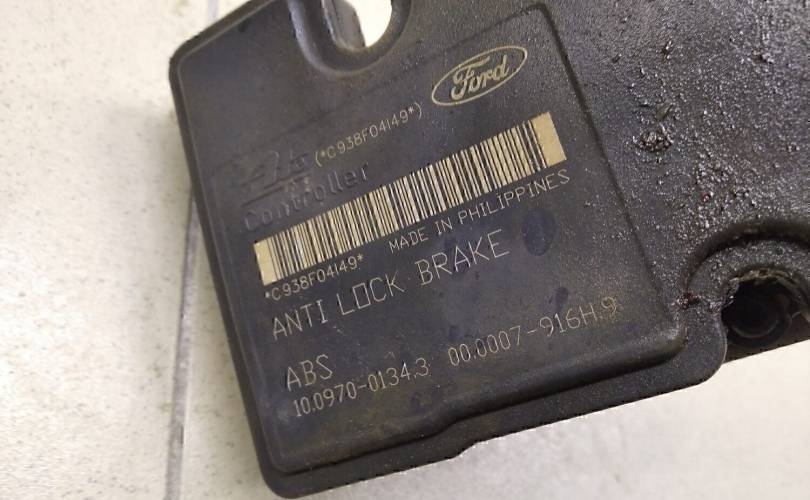 Ford
(*C938F04149*)
Controller
*C938F04149*
MADE IN PHILIPPINES
ANTI LOCK BRAKE
ABS
10.0970-0134.3 00.0007-916H.9